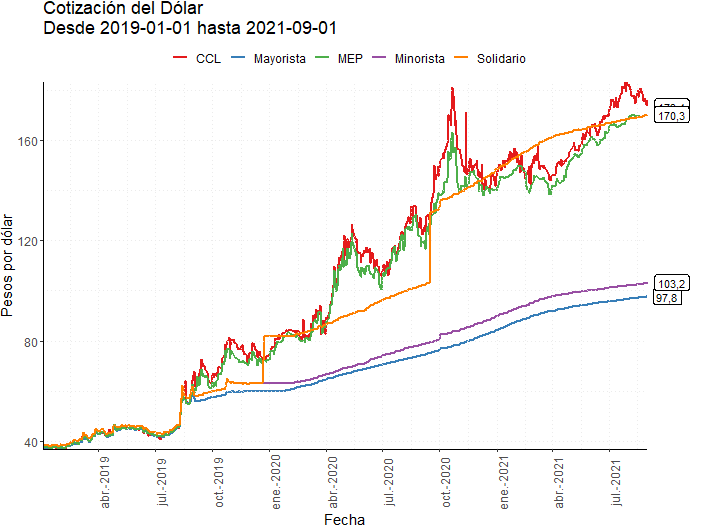 Cotización del Dólar
Desde 2019-01-01 hasta 2021-09-01
CCL Mayorista MEP Minorista Solidario
Pesos por dólar
160
120
80
40
170,3
103,2
97,8
abr.-2019
jul.-2019
oct.-2019
ene.-2020
abr.-2020
jul.-2020
oct.-2020
ene.-2021
abr.-2021
jul.-2021
Fecha